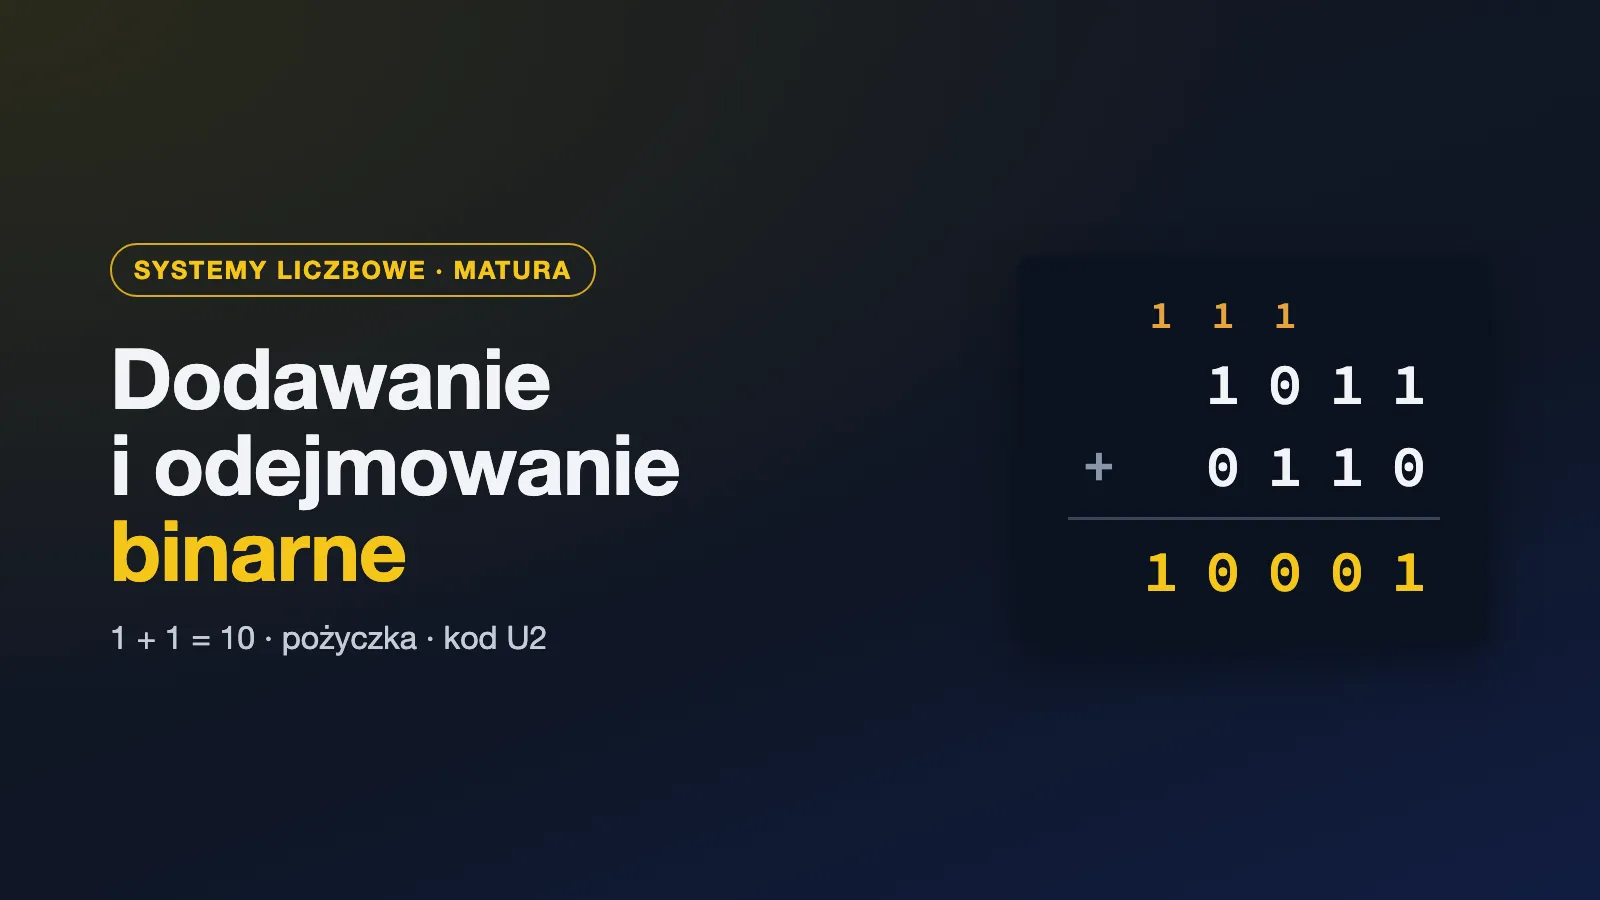 SYSTEMY LICZBOWE · MATURA
Dodawanie
i odejmowanie
binarne
1 + 1 = 10 · pożyczka · kod U2
1 1 1
1 0 1 1
+ 0 1 1 0
1 0 0 0 1